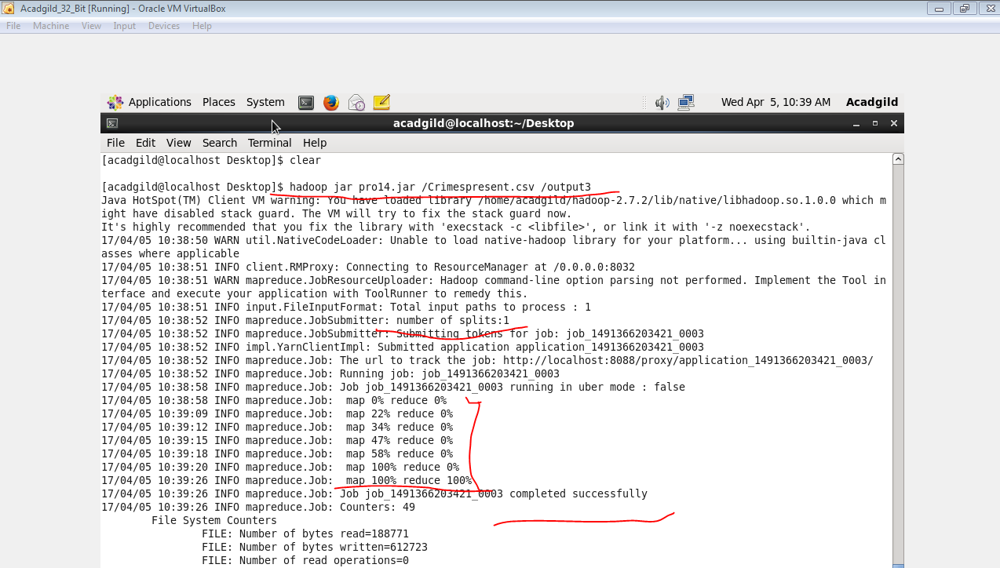 Acadgild_32_Bit [Running] - Oracle VM VirtualBox
File Machine View Input Devices Help
Applications Places System Wed Apr 5, 10:39 AM Acadgild
acadgild@localhost:~/Desktop
File Edit View Search Terminal Help
[acadgild@localhost Desktop]$ clear
[acadgild@localhost Desktop]$ hadoop jar pro14.jar /Crimespresent.csv /output3
Java HotSpot(TM) Client VM warning: You have loaded library /home/acadgild/hadoop-2.7.2/lib/native/libhadoop.so.1.0.0 which m
ight have disabled stack guard. The VM will try to fix the stack guard now.
It's highly recommended that you fix the library with 'execstack -c <libfile>', or link it with '-z noexecstack'.
17/04/05 10:38:50 WARN util.NativeCodeLoader: Unable to load native-hadoop library for your platform... using builtin-java cl
asses where applicable
17/04/05 10:38:51 INFO client.RMProxy: Connecting to ResourceManager at /0.0.0.0:8032
17/04/05 10:38:51 WARN mapreduce.JobResourceUploader: Hadoop command-line option parsing not performed. Implement the Tool in
terface and execute your application with ToolRunner to remedy this.
17/04/05 10:38:51 INFO input.FileInputFormat: Total input paths to process : 1
17/04/05 10:38:52 INFO mapreduce.JobSubmitter: number of splits:1
17/04/05 10:38:52 INFO mapreduce.JobSubmitter: Submitting tokens for job: job_1491366203421_0003
17/04/05 10:38:52 INFO impl.YarnClientImpl: Submitted application application_1491366203421_0003
17/04/05 10:38:52 INFO mapreduce.Job: The url to track the job: http://localhost:8088/proxy/application_1491366203421_0003/
17/04/05 10:38:52 INFO mapreduce.Job: Running job: job_1491366203421_0003
17/04/05 10:38:58 INFO mapreduce.Job: Job job_1491366203421_0003 running in uber mode : false
17/04/05 10:38:58 INFO mapreduce.Job:  map 0% reduce 0%
17/04/05 10:39:09 INFO mapreduce.Job:  map 22% reduce 0%
17/04/05 10:39:12 INFO mapreduce.Job:  map 34% reduce 0%
17/04/05 10:39:15 INFO mapreduce.Job:  map 47% reduce 0%
17/04/05 10:39:18 INFO mapreduce.Job:  map 58% reduce 0%
17/04/05 10:39:20 INFO mapreduce.Job:  map 100% reduce 0%
17/04/05 10:39:26 INFO mapreduce.Job:  map 100% reduce 100%
17/04/05 10:39:26 INFO mapreduce.Job: Job job_1491366203421_0003 completed successfully
17/04/05 10:39:26 INFO mapreduce.Job: Counters: 49
File System Counters
FILE: Number of bytes read=188771
FILE: Number of bytes written=612723
FILE: Number of read operations=0